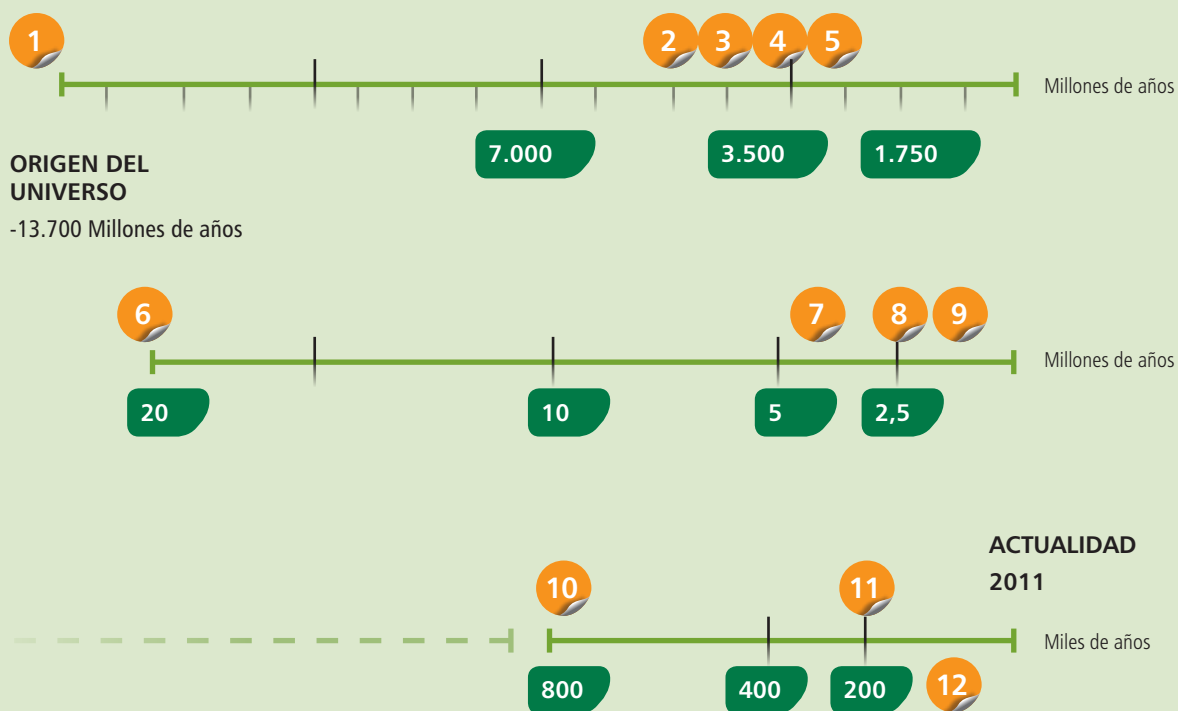 1
2 3 4 5
Millones de años
7.000
3.500
1.750
ORIGEN DEL
UNIVERSO
-13.700 Millones de años
6
7 8 9
Millones de años
20
10
5
2,5
ACTUALIDAD
2011
10
11
Miles de años
800
400
200
12